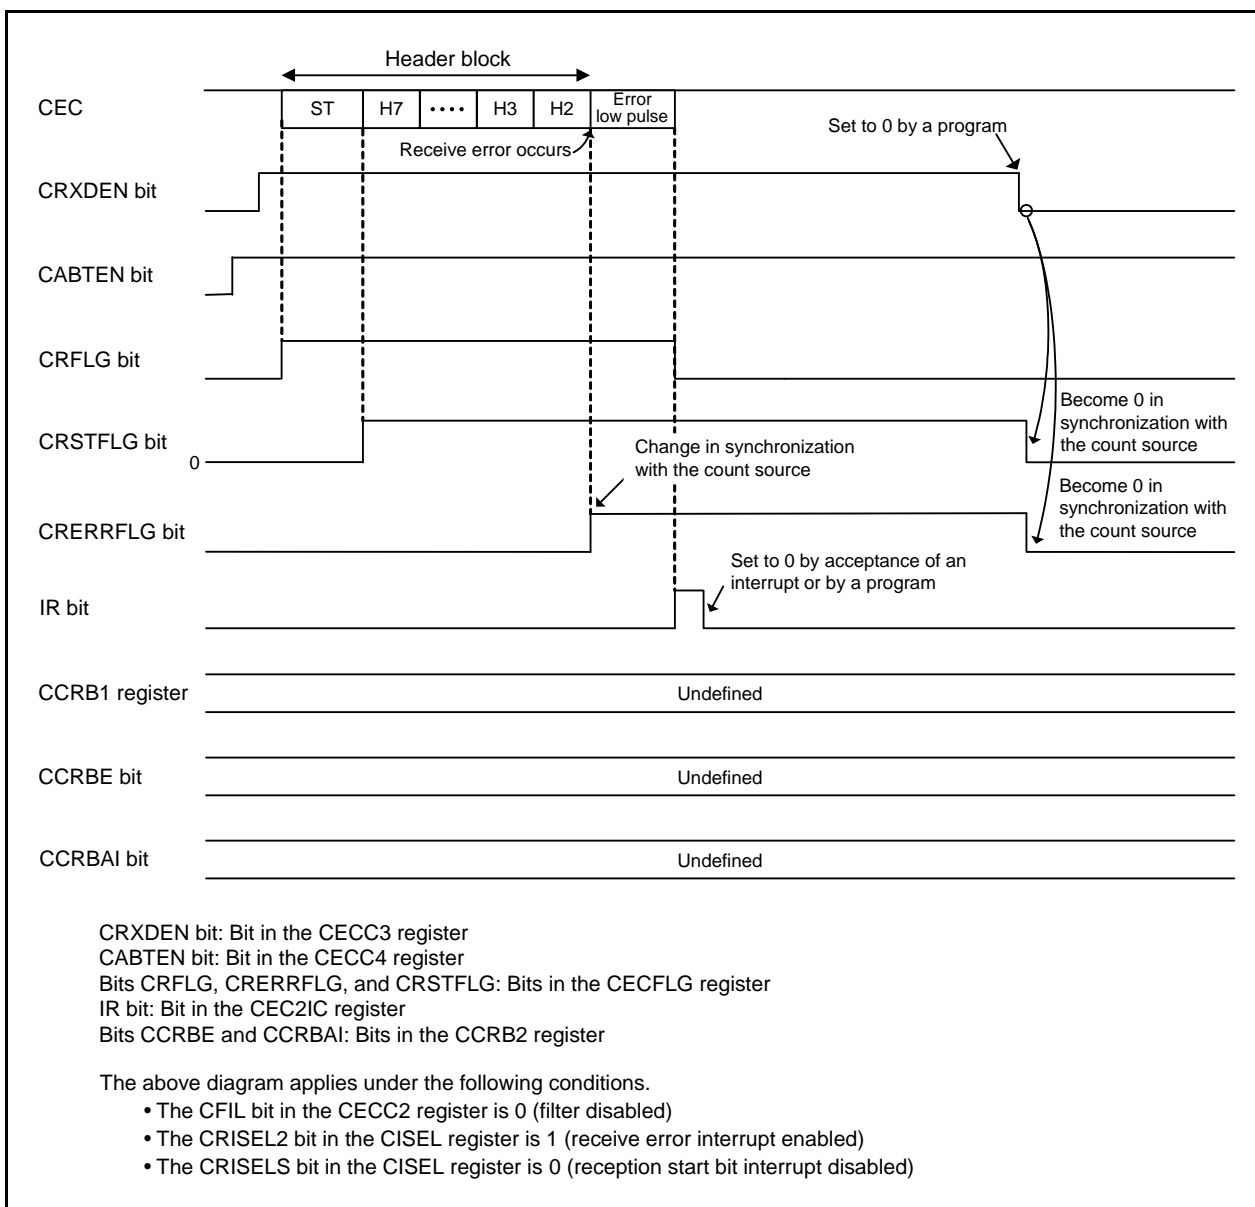 Header block
CEC
ST
H7
••••
H3
H2
Error
low pulse
Receive error occurs
Set to 0 by a program
CRXDEN bit
CABTEN bit
CRFLG bit
CRSTFLG bit
0
Change in synchronization
with the count source
Become 0 in
synchronization with
the count source
CRERRFLG bit
Become 0 in
synchronization with
the count source
Set to 0 by acceptance of an
interrupt or by a program
IR bit
CCRB1 register
Undefined
CCRBE bit
Undefined
CCRBAI bit
Undefined
CRXDEN bit: Bit in the CECC3 register
CABTEN bit: Bit in the CECC4 register
Bits CRFLG, CRERRFLG, and CRSTFLG: Bits in the CECFLG register
IR bit: Bit in the CEC2IC register
Bits CCRBE and CCRBAI: Bits in the CCRB2 register
The above diagram applies under the following conditions.
• The CFIL bit in the CECC2 register is 0 (filter disabled)
• The CRISEL2 bit in the CISEL register is 1 (receive error interrupt enabled)
• The CRISELS bit in the CISEL register is 0 (reception start bit interrupt disabled)